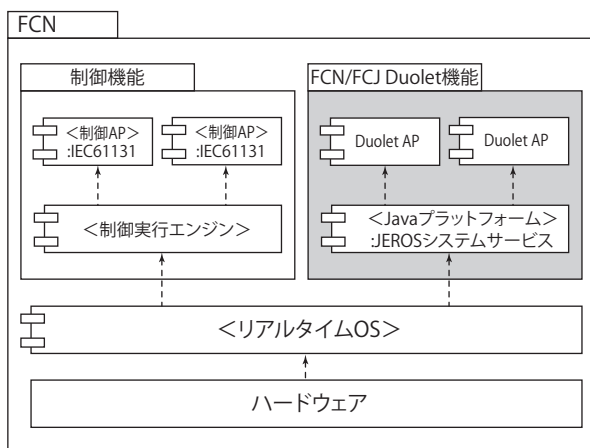 FCN
制御機能
FCN/FCJ Duolet機能
＜制御AP＞
:IEC61131
＜制御AP＞
:IEC61131
Duolet AP
Duolet AP
＜制御実行エンジン＞
＜Javaプラットフォーム＞
:JEROSシステムサービス
＜リアルタイムOS＞
ハードウェア